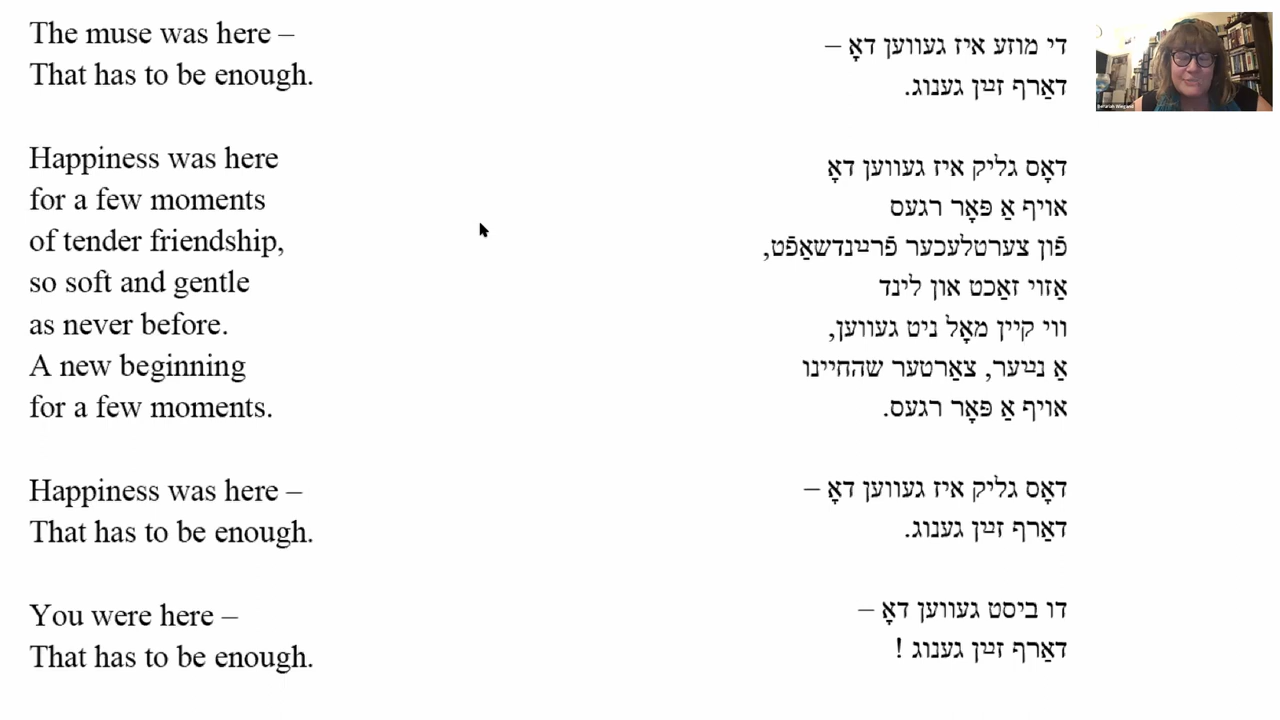 The muse was here –
That has to be enough.
Happiness was here
for a few moments
of tender friendship,
so soft and gentle
as never before.
A new beginning
for a few moments.
Happiness was here –
That has to be enough.
You were here –
That has to be enough.
די מוזע איז געווען דאָ –
דאַרף זײַן גענוג.
דאָס גליק איז געווען דאָ
אויף אַ פּאָר רגעס
פֿון צערטלעכער פֿרײַנדשאַפֿט,
אַזוי זאַכט און לינד
ווי קיין מאָל ניט געווען,
אַ נײַער, צאַרטער שהחיינו
אויף אַ פּאָר רגעס.
דאָס גליק איז געווען דאָ –
דאַרף זײַן גענוג.
דו ביסט געווען דאָ –
דאַרף זײַן גענוג !